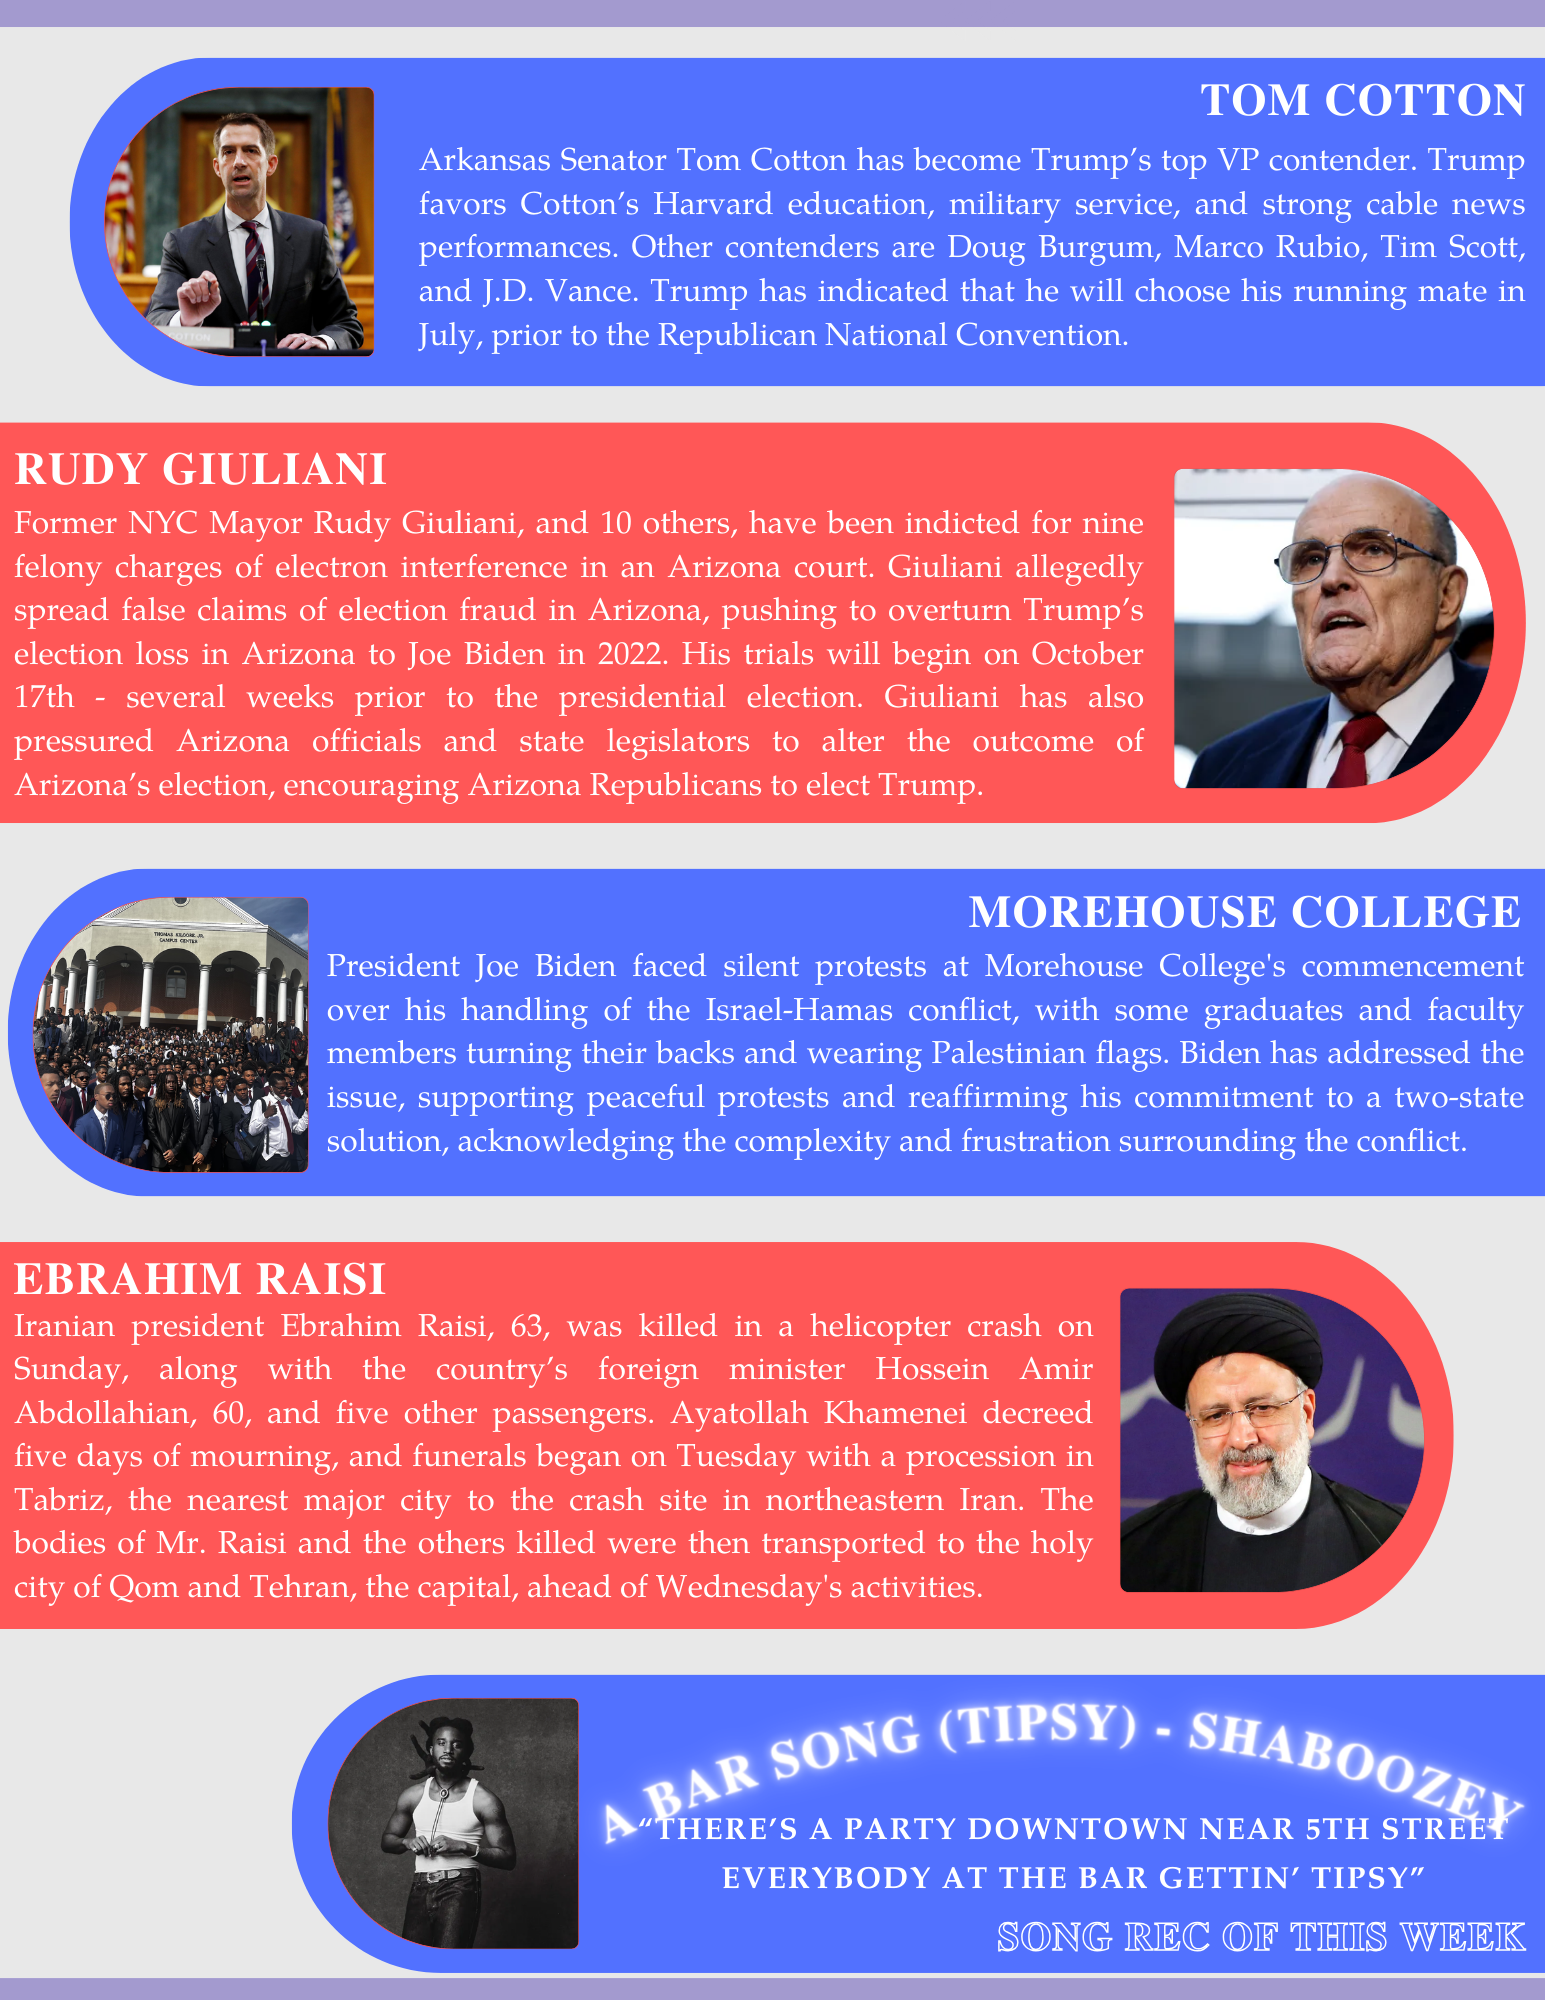 TOM COTTON
Arkansas Senator Tom Cotton has become Trump’s top VP contender. Trump
favors Cotton’s Harvard education, military service, and strong cable news
performances. Other contenders are Doug Burgum, Marco Rubio, Tim Scott,
and J.D. Vance. Trump has indicated that he will choose his running mate in
July, prior to the Republican National Convention.
RUDY GIULIANI
Former NYC Mayor Rudy Giuliani, and 10 others, have been indicted for nine
felony charges of electron interference in an Arizona court. Giuliani allegedly
spread false claims of election fraud in Arizona, pushing to overturn Trump’s
election loss in Arizona to Joe Biden in 2022. His trials will begin on October
17th - several weeks prior to the presidential election. Giuliani has also
pressured Arizona officials and state legislators to alter the outcome of
Arizona’s election, encouraging Arizona Republicans to elect Trump.
THOMAS KILGORE JR.
CAMPUS CENTER
MOREHOUSE COLLEGE
President Joe Biden faced silent protests at Morehouse College's commencement
over his handling of the Israel-Hamas conflict, with some graduates and faculty
members turning their backs and wearing Palestinian flags. Biden has addressed the
issue, supporting peaceful protests and reaffirming his commitment to a two-state
solution, acknowledging the complexity and frustration surrounding the conflict.
EBRAHIM RAISI
Iranian president Ebrahim Raisi, 63, was killed in a helicopter crash on
Sunday, along with the country’s foreign minister Hossein Amir
Abdollahian, 60, and five other passengers. Ayatollah Khamenei decreed
five days of mourning, and funerals began on Tuesday with a procession in
Tabriz, the nearest major city to the crash site in northeastern Iran. The
bodies of Mr. Raisi and the others killed were then transported to the holy
city of Qom and Tehran, the capital, ahead of Wednesday's activities.
A BAR SONG (TIPSY) - SHABOOZEY
“THERE’S A PARTY DOWNTOWN NEAR 5TH STREET
EVERYBODY AT THE BAR GETTIN’ TIPSY”
SONG REC OF THIS WEEK